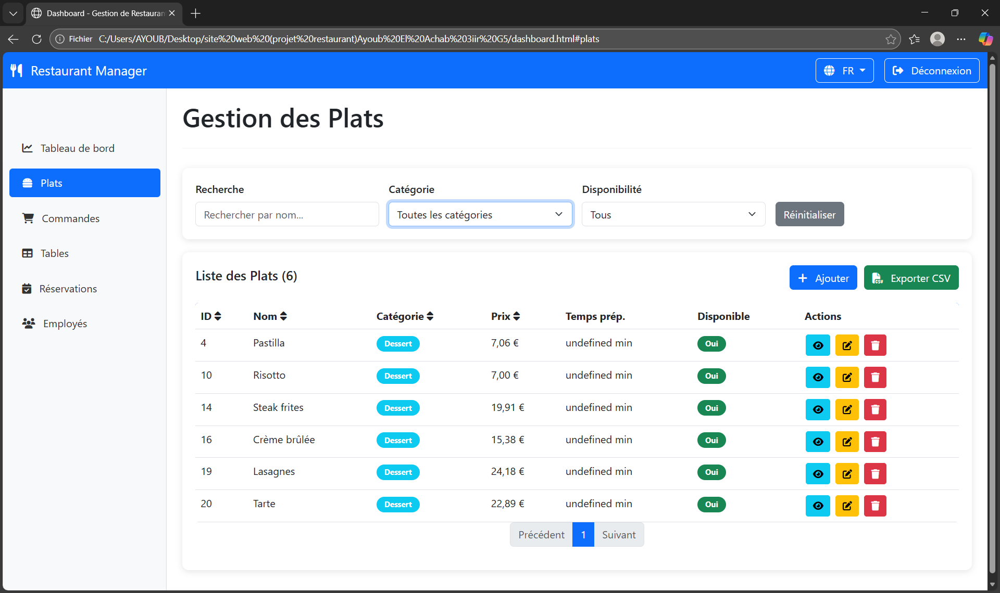 Dashboard - Gestion de Restauran
Fichier C:/Users/AYOUB/Desktop/site%20web%20(projet%20restaurant)Ayoub%20El%20Achab%203iir%20G5/dashboard.html#plats
Restaurant Manager
FR
Déconnexion
Tableau de bord
Plats
Commandes
Tables
Réservations
Employés
Gestion des Plats
Recherche Catégorie Disponibilité
Rechercher par nom... Toutes les catégories Tous Réinitialiser
Liste des Plats (6)
Ajouter
CSV Exporter CSV
ID Nom Catégorie Prix Temps prép. Disponible Actions
4 Pastilla Dessert 7,06 € undefined min Oui
10 Risotto Dessert 7,00 € undefined min Oui
14 Steak frites Dessert 19,91 € undefined min Oui
16 Crème brûlée Dessert 15,38 € undefined min Oui
19 Lasagnes Dessert 24,18 € undefined min Oui
20 Tarte Dessert 22,89 € undefined min Oui
Précédent 1 Suivant